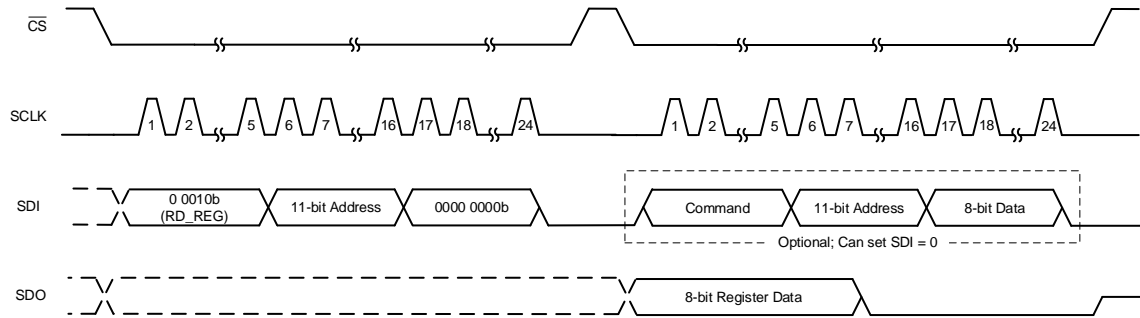 CS
SCLK
1 2 5 6 7 16 17 18 24 1 2 5 6 7 16 17 18 24
SDI
0 0010b
(RD_REG)
11-bit Address
0000 0000b
Command
11-bit Address
8-bit Data
Optional; Can set SDI = 0
SDO
8-bit Register Data